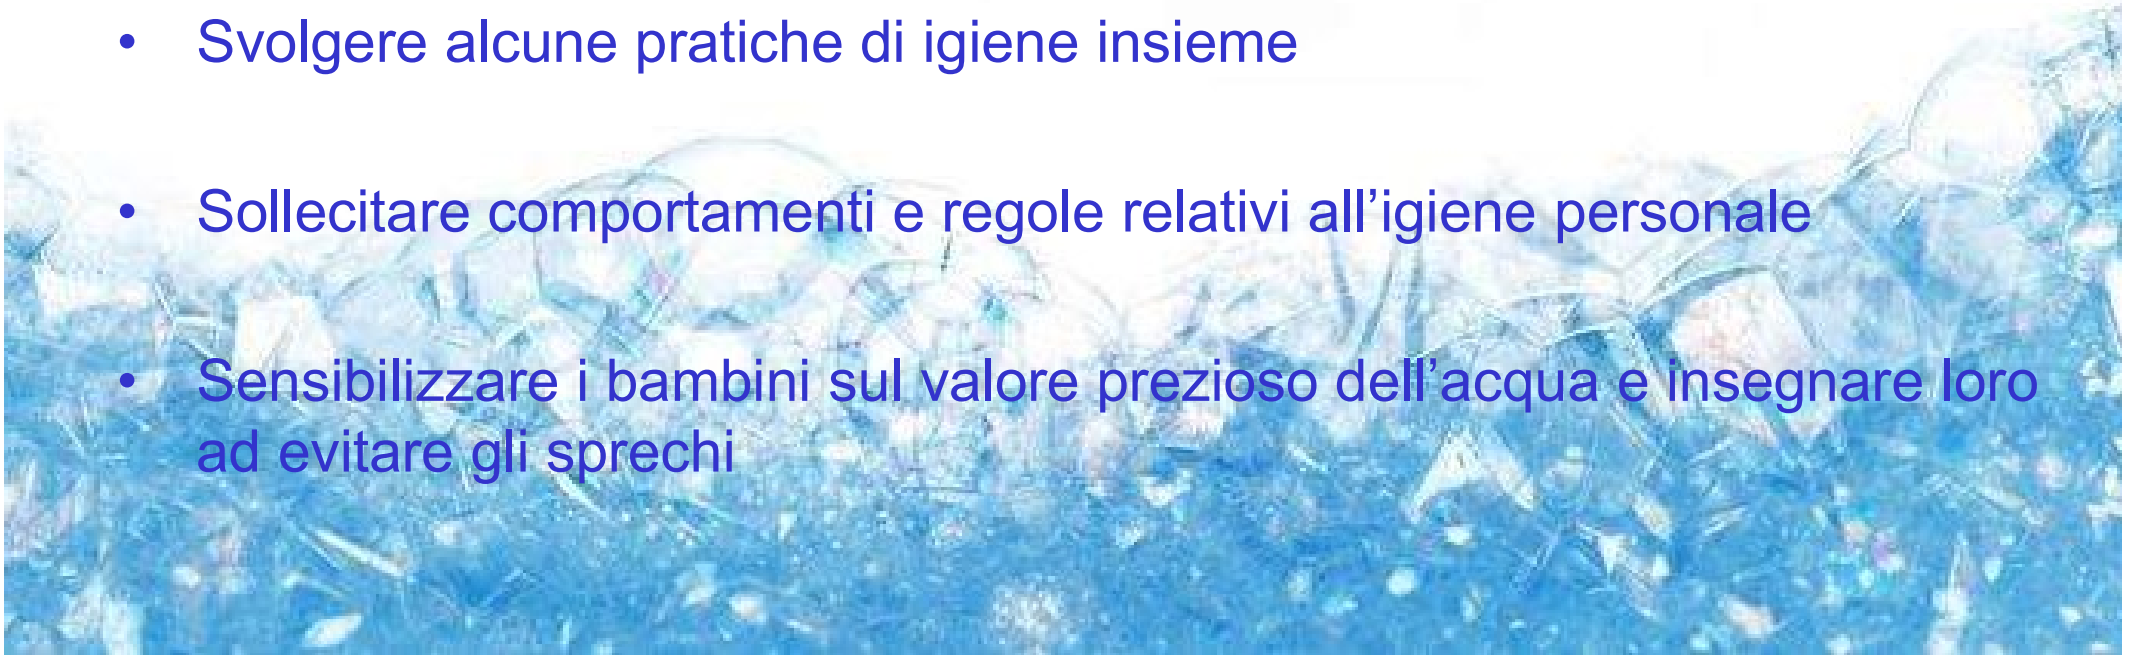 • Svolgere alcune pratiche di igiene insieme
• Sollecitare comportamenti e regole relativi all’igiene personale
• Sensibilizzare i bambini sul valore prezioso dell’acqua e insegnare loro
ad evitare gli sprechi